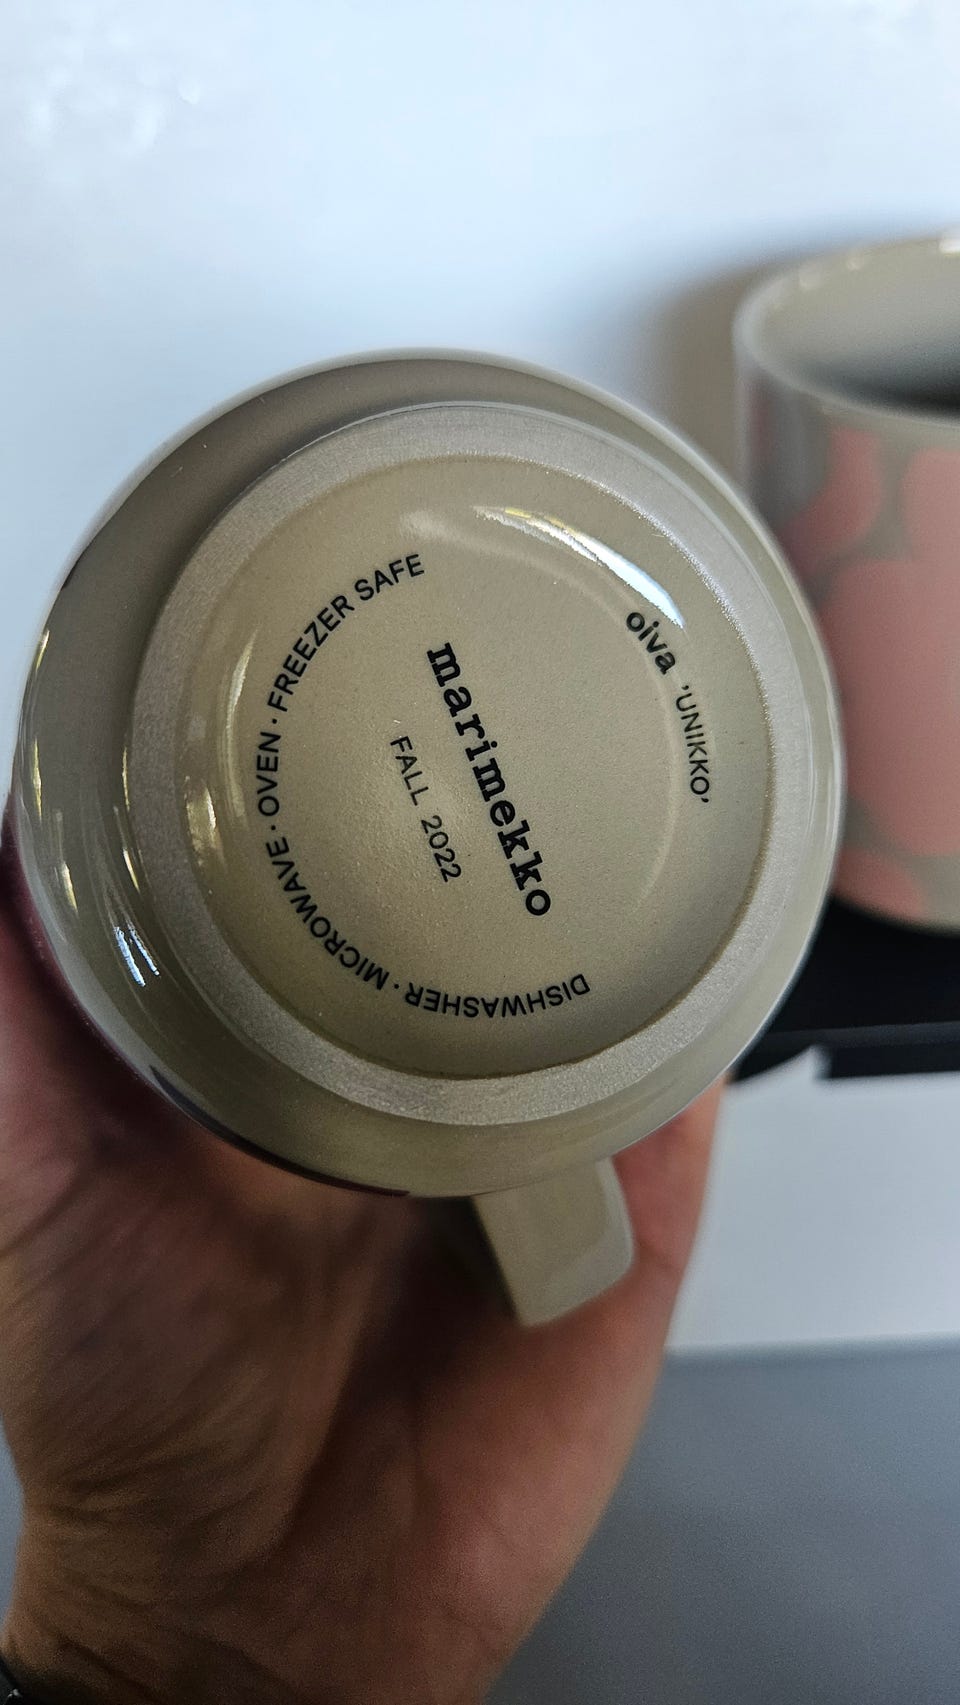 oiva 'UNIKKO'
marimekko
FALL 2022
DISHWASHER · MICROWAVE · OVEN · FREEZER SAFE